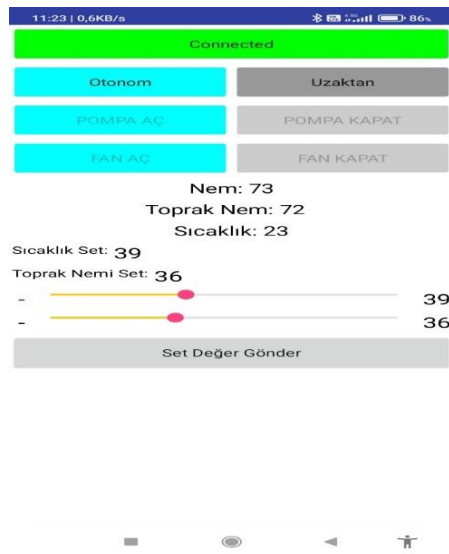 11:23 | 0,6KB/s 86%
Connected
Otonom Uzaktan
POMPA AÇ POMPA KAPAT
FAN AÇ FAN KAPAT
Nem: 73
Toprak Nem: 72
Sıcaklık: 23
Sıcaklık Set: 39
Toprak Nemi Set: 36
- 39
- 36
Set Değer Gönder